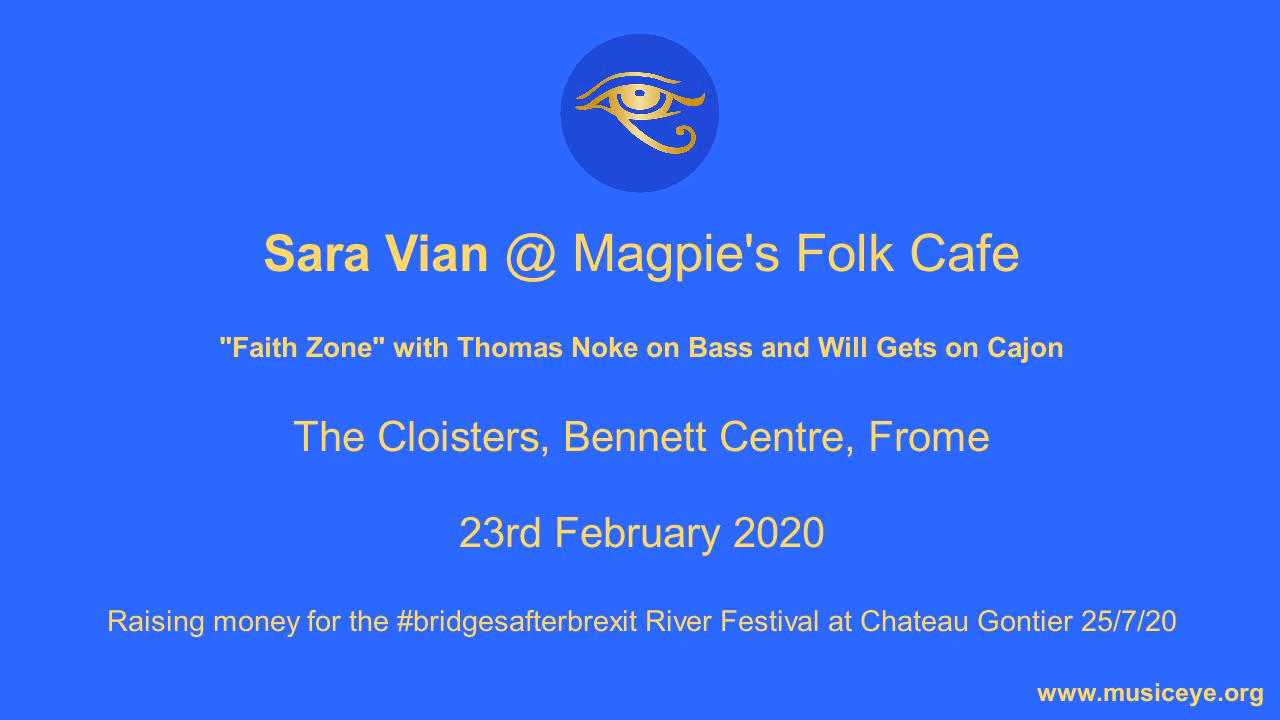 Sara Vian @ Magpie's Folk Cafe
"Faith Zone" with Thomas Noke on Bass and Will Gets on Cajon
The Cloisters, Bennett Centre, Frome
23rd February 2020
Raising money for the #bridgesafterbrexit River Festival at Chateau Gontier 25/7/20
www.musiceye.org